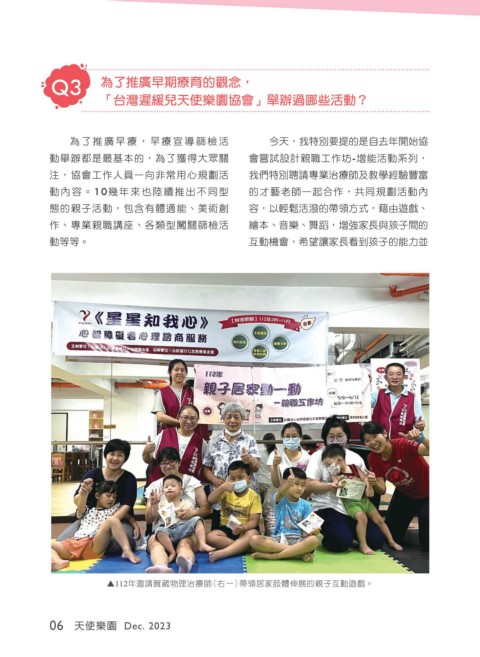 Q3
為了推廣早期療育的觀念，
「台灣遲緩兒天使樂園協會」舉辦過哪些活動？
為了推廣早療，早療宣導篩檢活
動舉辦都是最基本的，為了獲得大眾關
注，協會工作人員一向非常用心規劃活
動內容。10幾年來也陸續推出不同型
態的親子活動，包含有體適能、美術創
作、專業親職講座、各類型闖關篩檢活
動等等。
今天，我特別要提的是自去年開始協
會嘗試設計親職工作坊-增能活動系列，
我們特別聘請專業治療師及教學經驗豐富
的才藝老師一起合作，共同規劃活動內
容，以輕鬆活潑的帶領方式，藉由遊戲、
繪本、音樂、舞蹈，增強家長與孩子間的
互動機會，希望讓家長看到孩子的能力並
《星星知我心》
心智障礙者心理諮商服務
112年
親子居家動一動
-親職工作坊
▲112年邀請賀葳物理治療師（右一）帶領居家肢體伸展的親子互動遊戲。
06 天使樂園 Dec. 2023